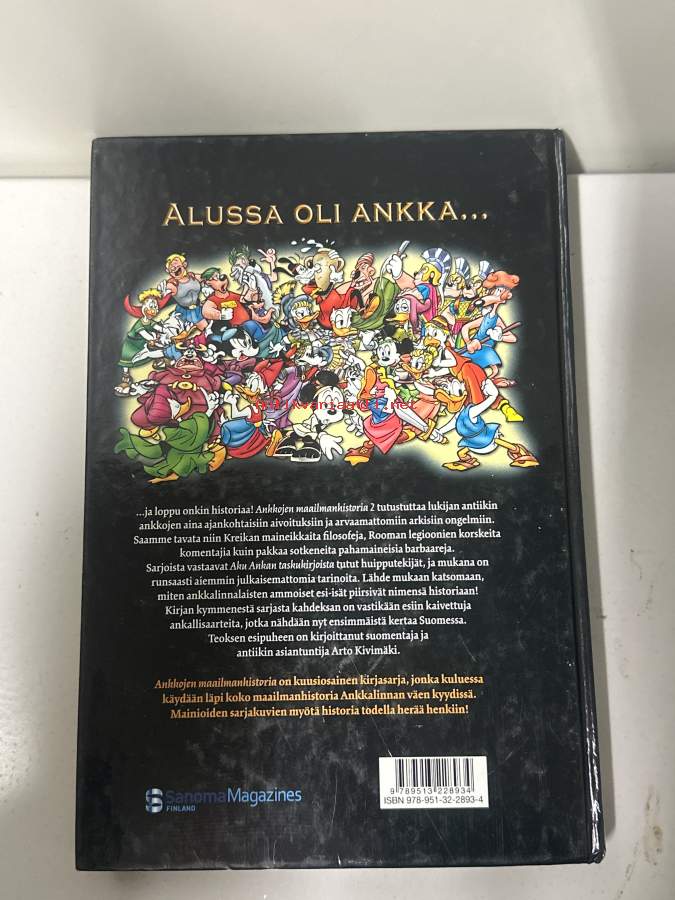 ALUSSA OLI ANKKA...
...ja loppu onkin historiaa! Ankkojen maailmanhistoria 2 tutustuttaa lukijan antiikin
ankkojen aina ajankohtaisiin aivoituksiin ja arvaamattomiin arkisiin ongelmiin.
Saamme tavata niin Kreikan maineikkaita filosofeja, Rooman legioonien korskeita
komentajia kuin pakkaa sotkeneita pahamaineisia barbaareja.
Sarjoista vastaavat Aku Ankan taskukirjoista tutut huipputekijät, ja mukana on
runsaasti aiemmin julkaisemattomia tarinoita. Lähde mukaan katsomaan,
miten ankkalinnalaisten ammoiset esi-isät piirsivät nimensä historiaan!
Kirjan kymmenestä sarjasta kahdeksan on vastikään esiin kaivettuja
ankallisaarteita, jotka nähdään nyt ensimmäistä kertaa Suomessa.
Teoksen esipuheen on kirjoittanut suomentaja ja
antiikin asiantuntija Arto Kivimäki.
Ankkojen maailmanhistoria on kuusiosainen kirjasarja, jonka kuluessa
käydään läpi koko maailmanhistoria Ankkalinnan väen kyydissä.
Mainioiden sarjakuvien myötä historia todella herää henkiin!
SanomaMagazines
FINLAND
9 789513 228934
ISBN 978-951-32-2893-4